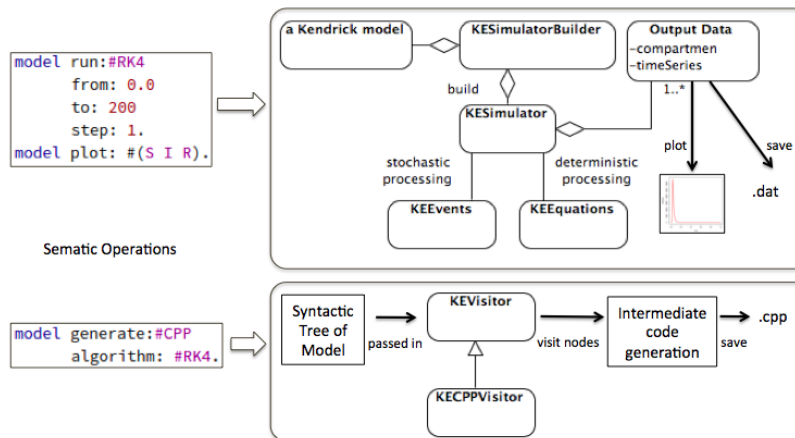 model run:#RK4
from: 0.0
to: 200
step: 1.
model plot: #(S I R).
a Kendrick model
KESimulatorBuilder
Output Data
–compartmen
–timeSeries
build
1..*
KESimulator
plot
save
stochastic
processing
deterministic
processing
.dat
KEEvents
KEEquations
Sematic Operations
model generate:#CPP
algorithm: #RK4.
Syntactic
Tree of
Model
passed in
KEVisitor
visit nodes
Intermediate
code
generation
save
.cpp
KECPPVisitor